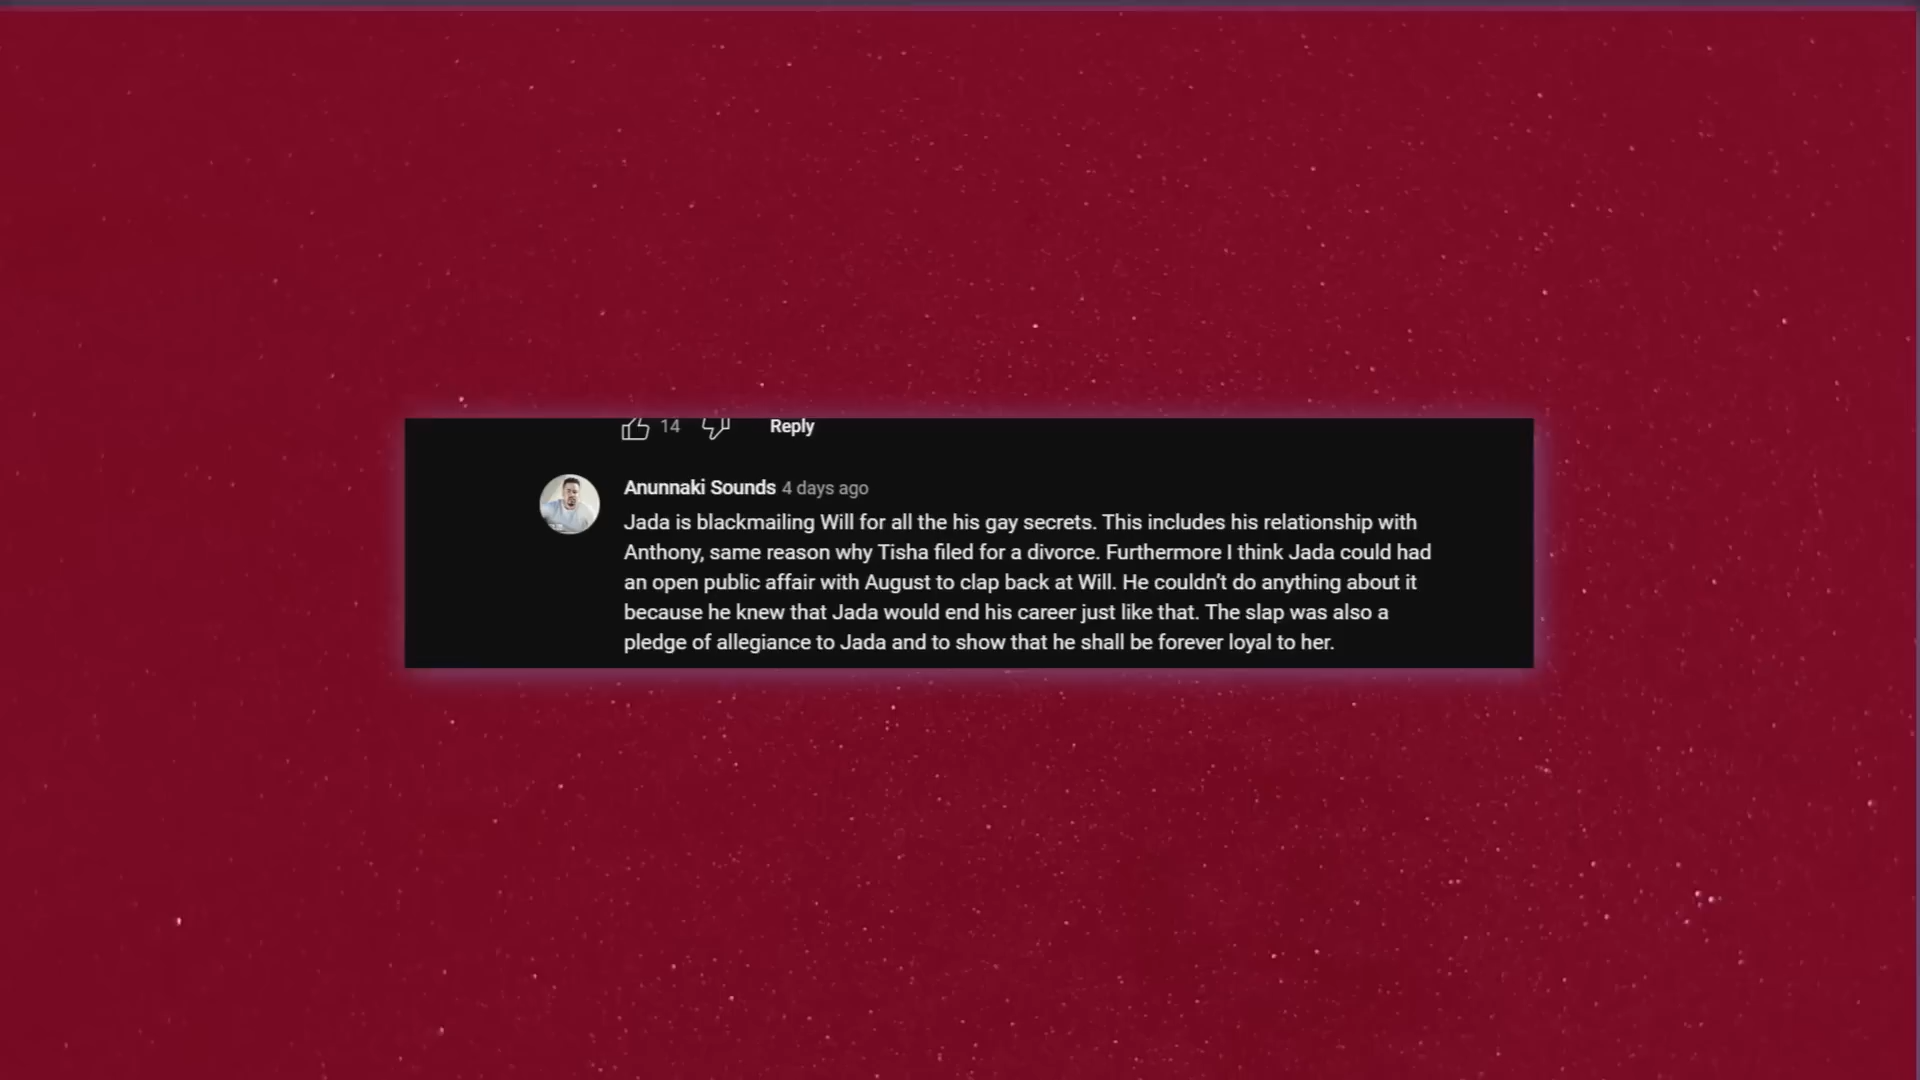 14 Reply
Anunnaki Sounds 4 days ago
Jada is blackmailing Will for all the his gay secrets. This includes his relationship with
Anthony, same reason why Tisha filed for a divorce. Furthermore I think Jada could had
an open public affair with August to clap back at Will. He couldn't do anything about it
because he knew that Jada would end his career just like that. The slap was also a
pledge of allegiance to Jada and to show that he shall be forever loyal to her.